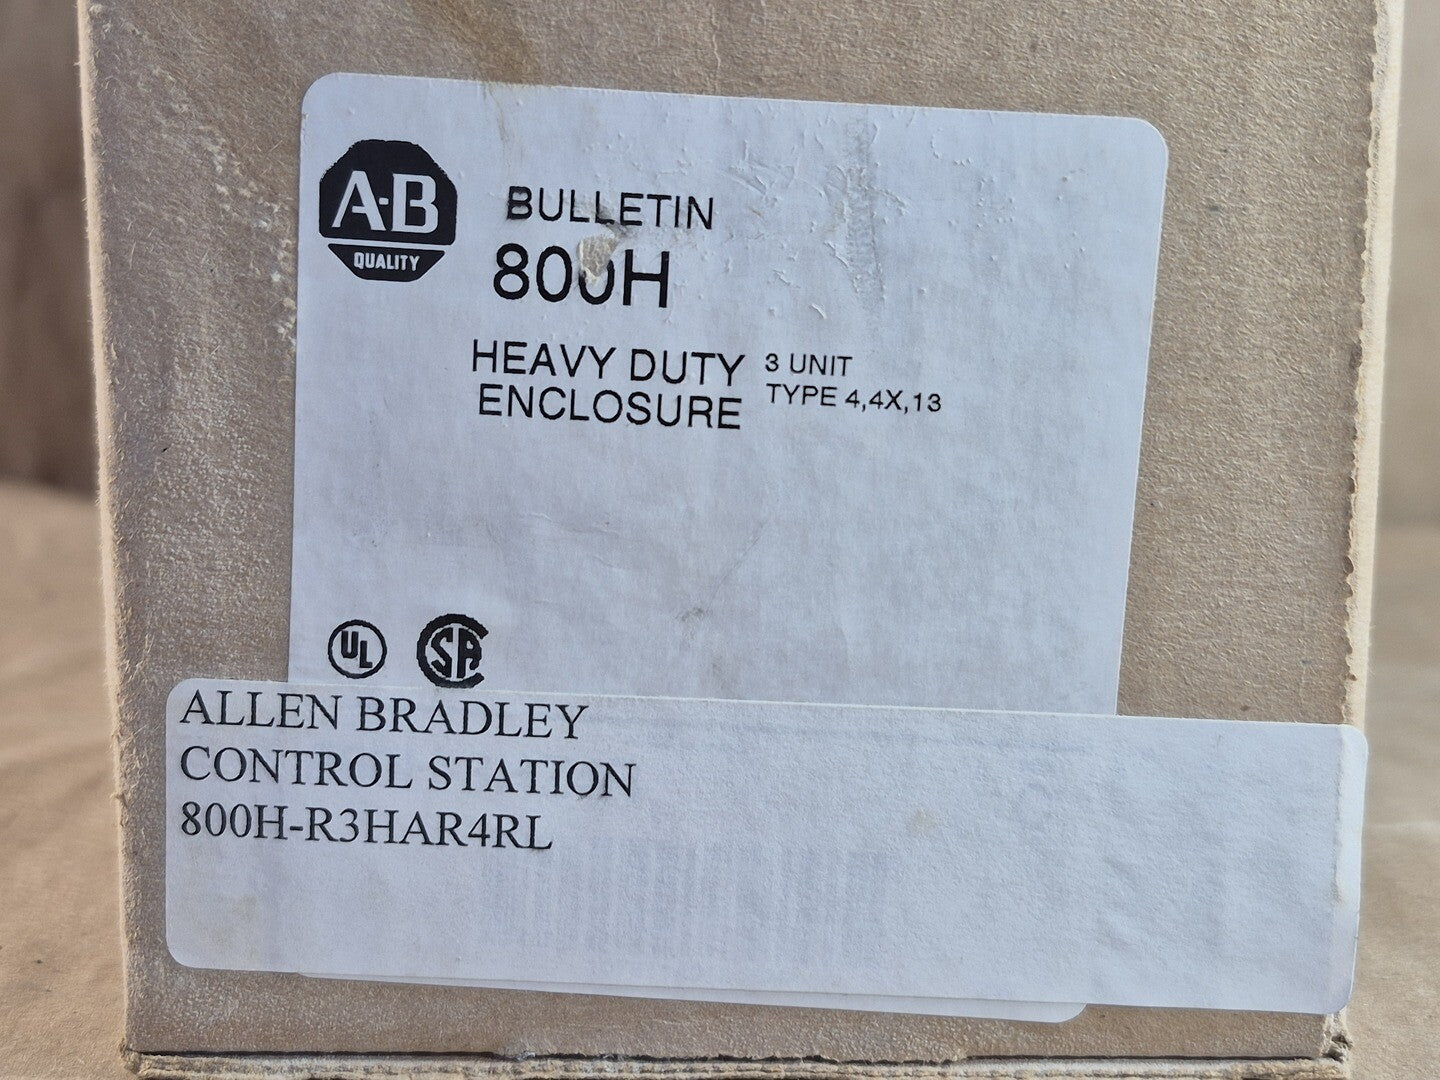 A-B
QUALITY
BULLETIN
800H
HEAVY DUTY
ENCLOSURE
3 UNIT
TYPE 4,4X,13
UL
SA
ALLEN BRADLEY
CONTROL STATION
800H-R3HAR4RL